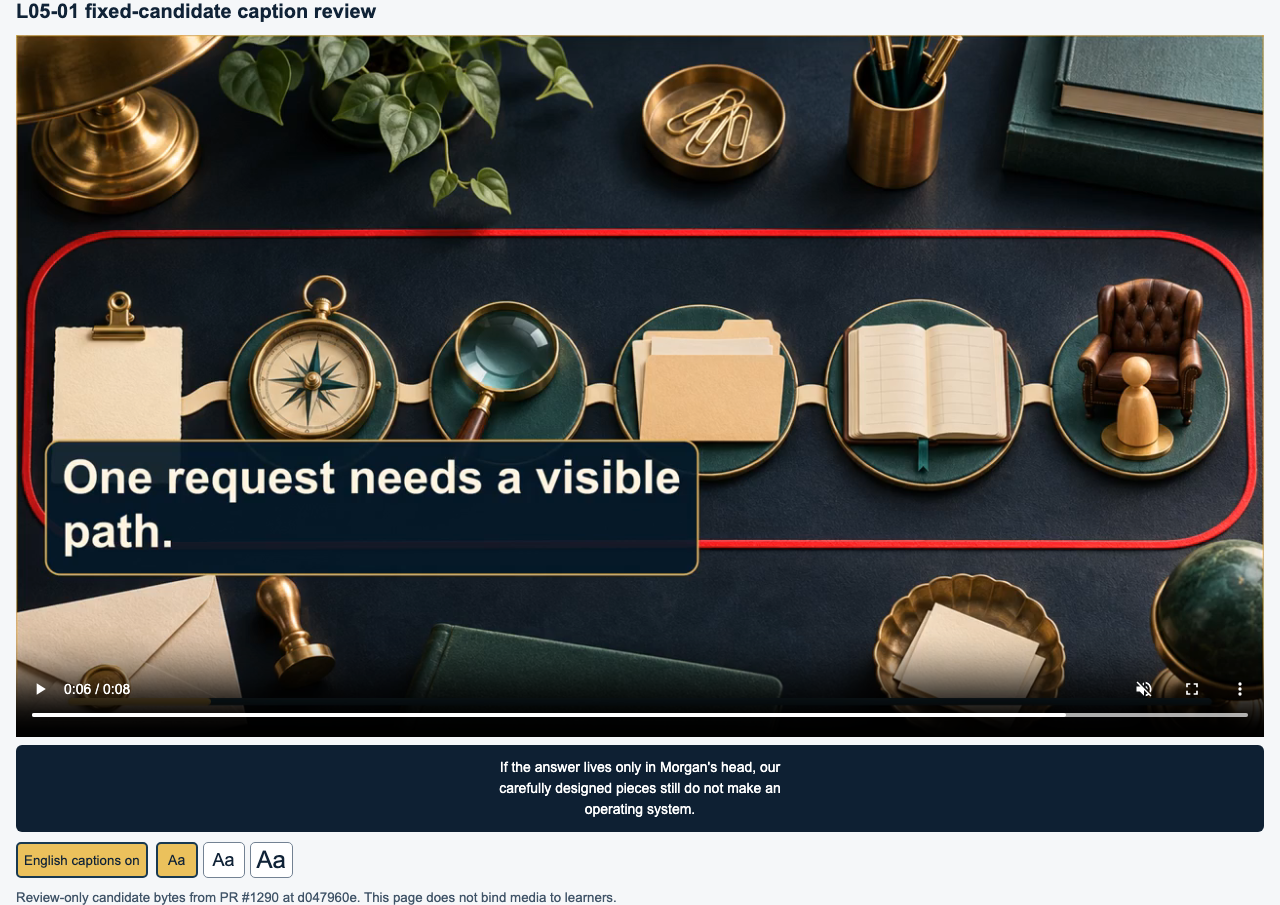 L05-01 fixed-candidate caption review
One request needs a visible
path.
0:06 / 0:08
If the answer lives only in Morgan's head, our
carefully designed pieces still do not make an
operating system.
English captions on Aa Aa Aa
Review-only candidate bytes from PR #1290 at d047960e. This page does not bind media to learners.